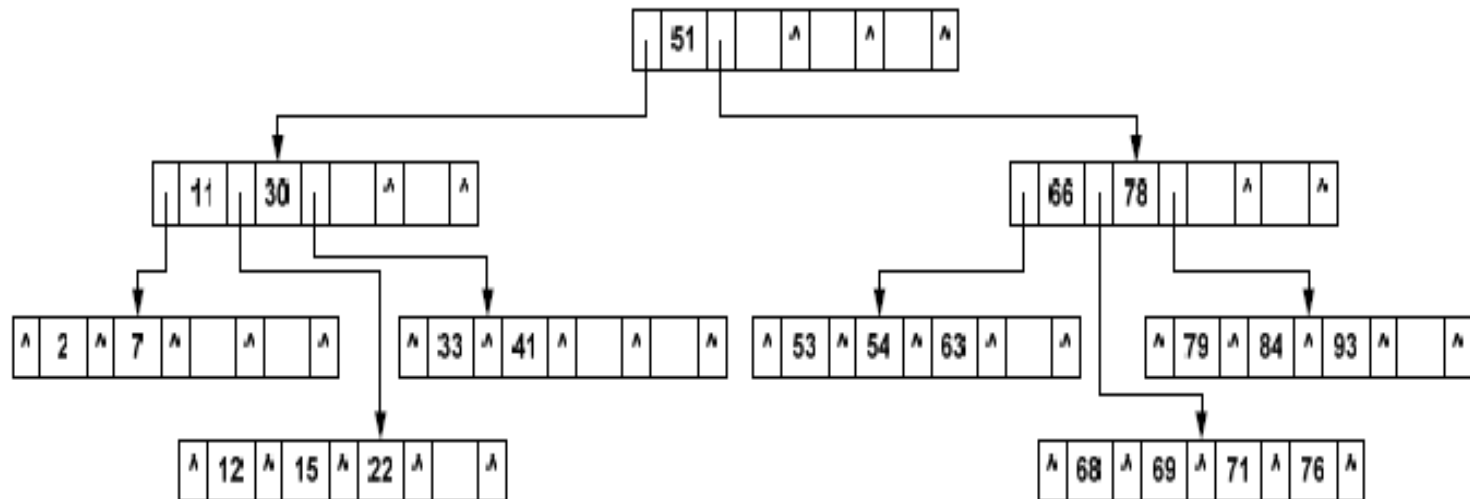 51 ^ ^ ^
11 30 ^ ^
66 78 ^ ^
^ 2 ^ 7 ^ ^ ^
^ 33 ^ 41 ^ ^ ^
^ 53 ^ 54 ^ 63 ^ ^
^ 79 ^ 84 ^ 93 ^ ^
^ 12 ^ 15 ^ 22 ^ ^
^ 68 ^ 69 ^ 71 ^ 76 ^